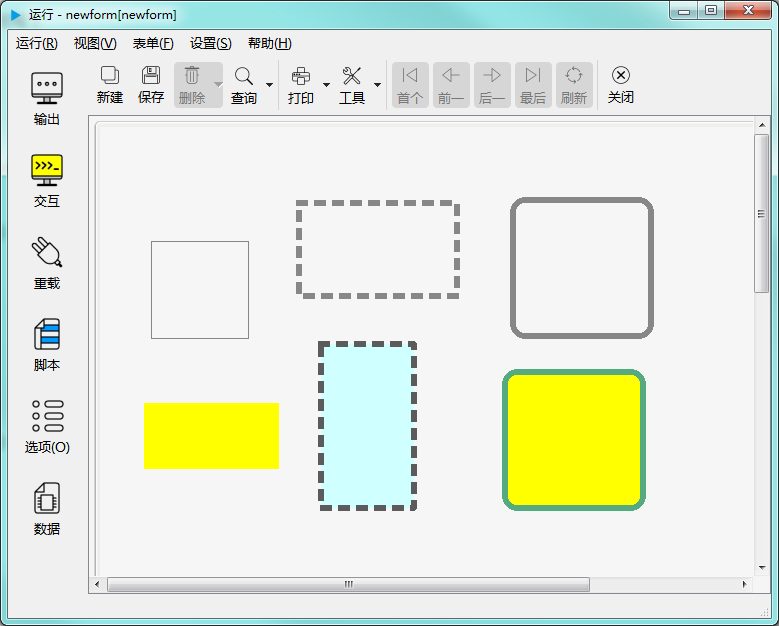 运行 - newform[newform]
运行(R) 视图(V) 表单(F) 设置(S) 帮助(H)
新建 保存 删除 查询 打印 工具 首个 前一 后一 最后 刷新 关闭
输出
交互
重载
脚本
选项(O)
数据